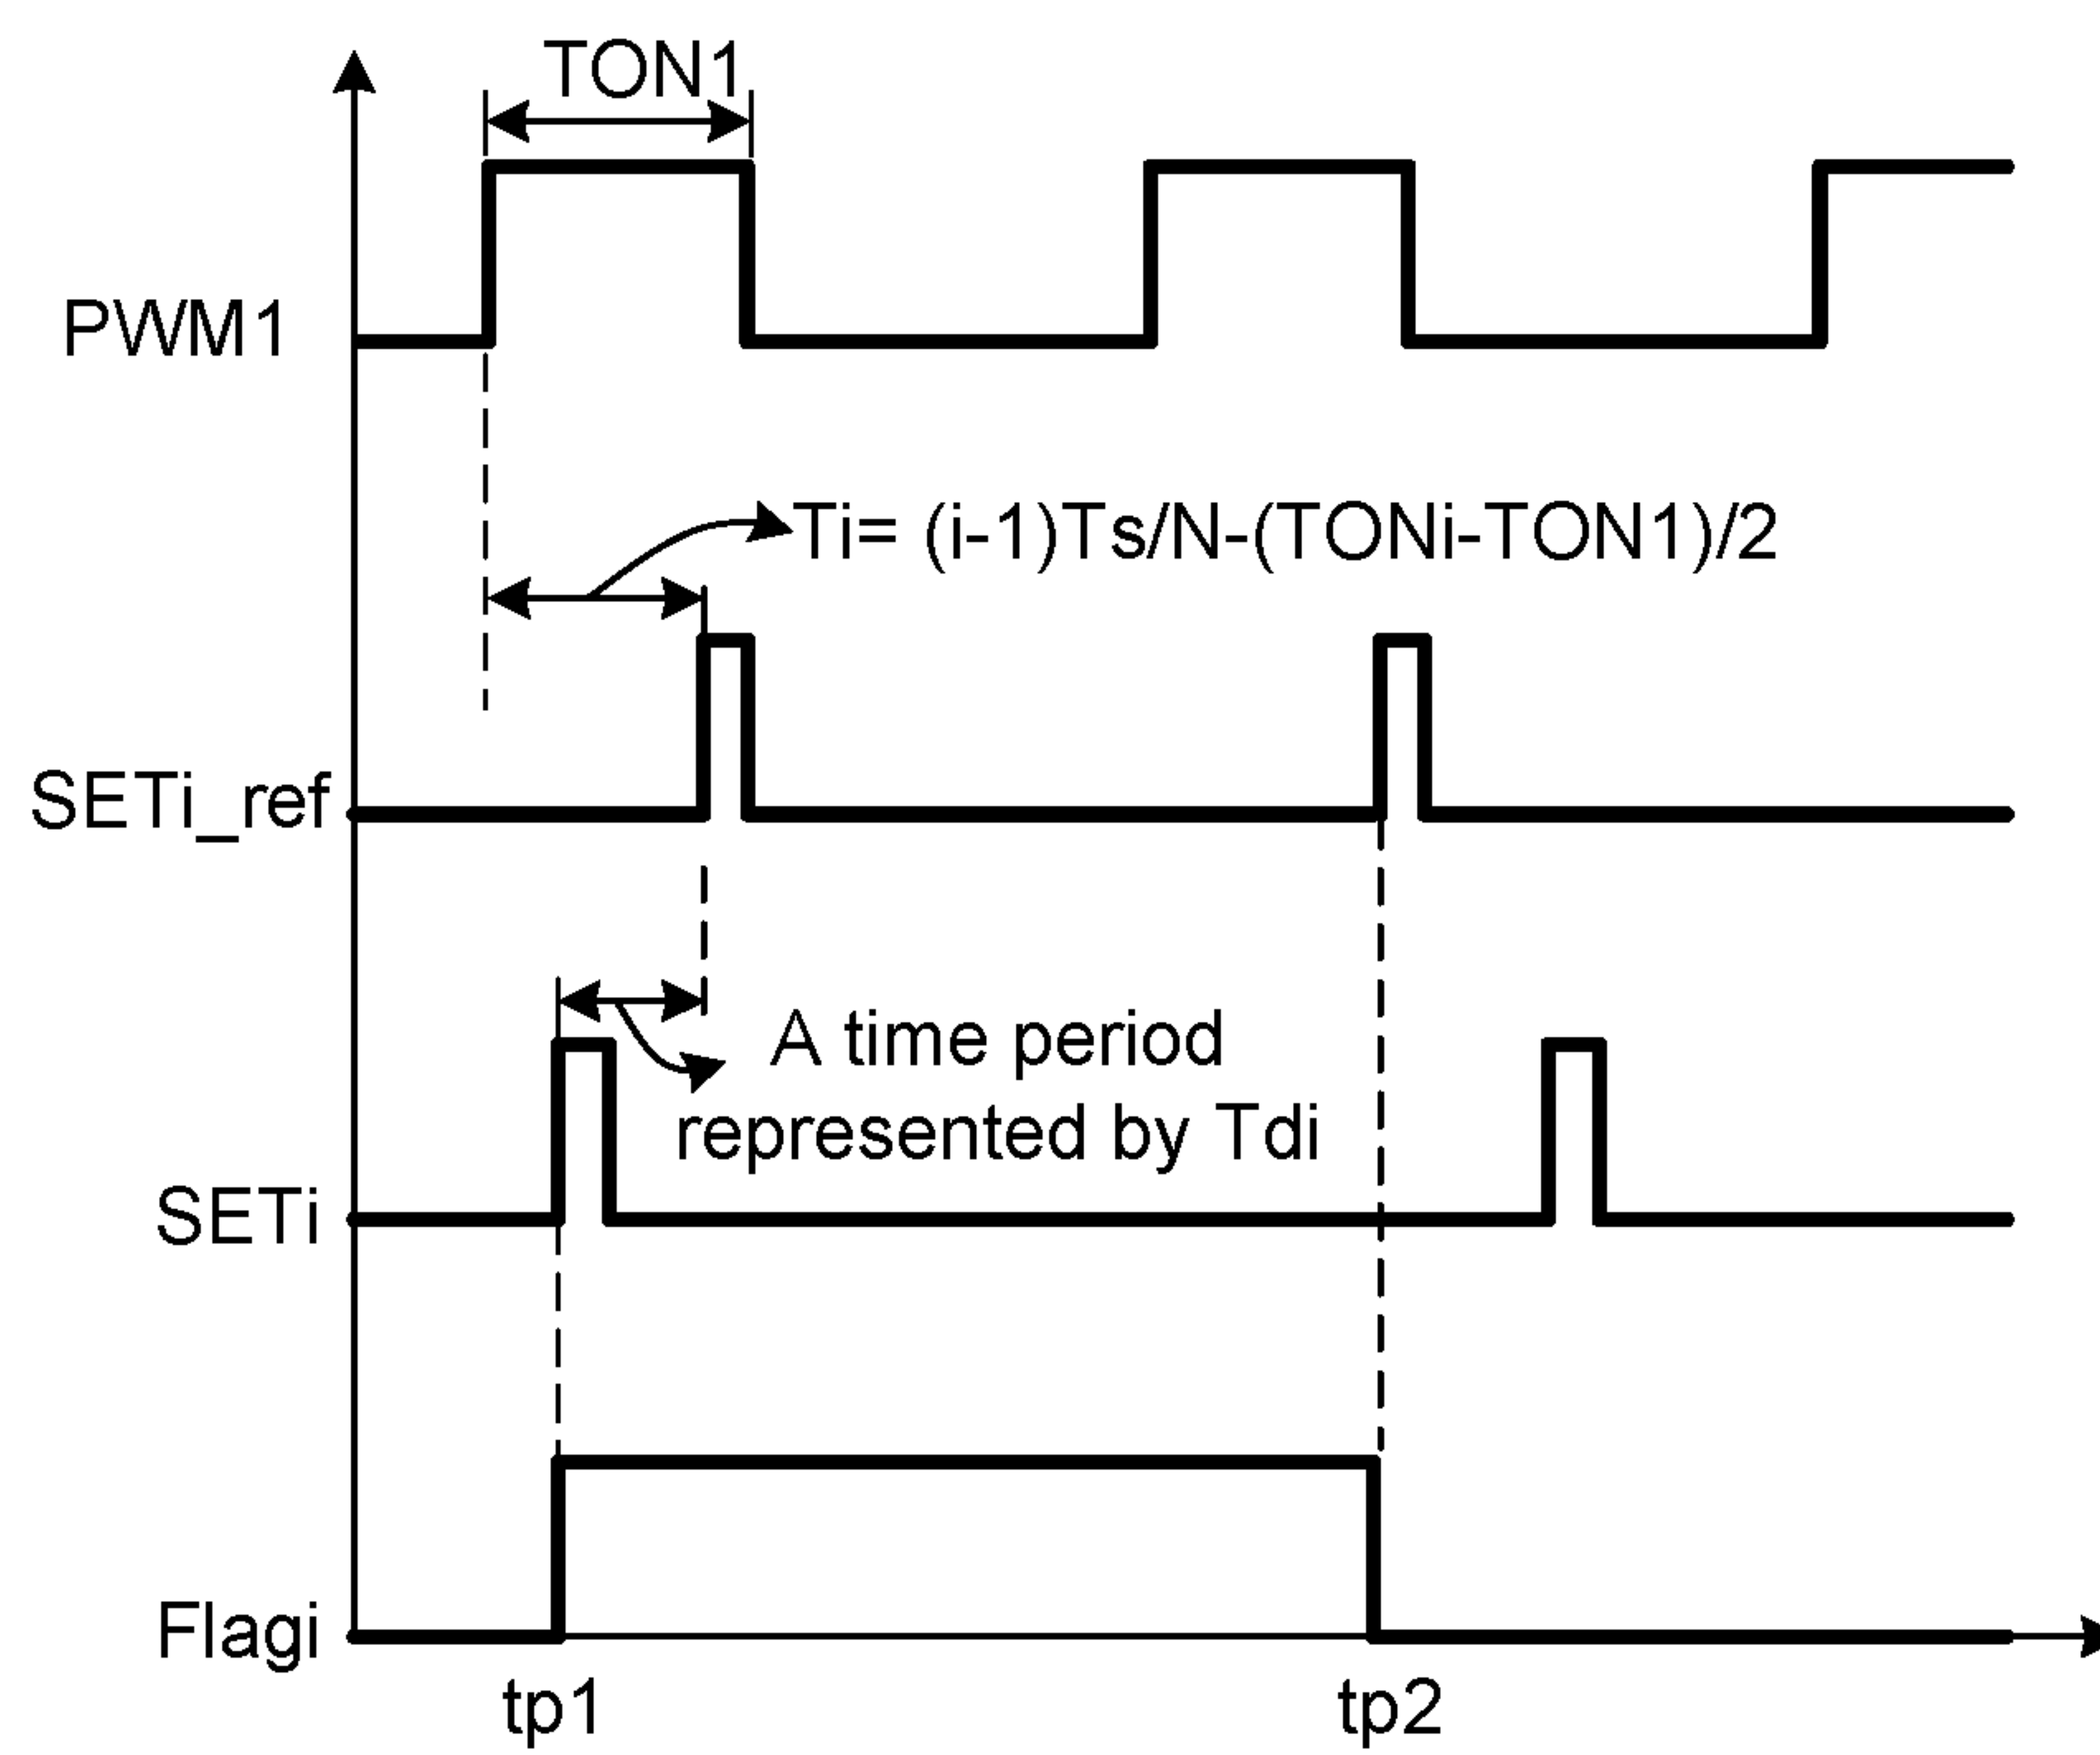 TON1
PWM1
Ti= (i-1)Ts/N-(TONi-TON1)/2
SETi_ref
A time period
represented by Tdi
SETi
Flagi
tp1
tp2